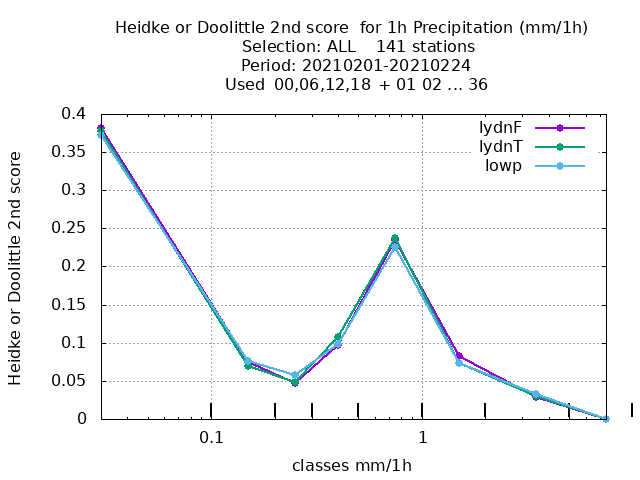 Heidke or Doolittle 2nd score  for 1h Precipitation (mm/1h)
Selection: ALL    141 stations
Period: 20210201-20210224
Used  00,06,12,18 + 01 02 ... 36
lydnF
lydnT
lowp
Heidke or Doolittle 2nd score
0.4
0.35
0.3
0.25
0.2
0.15
0.1
0.05
0
0.1
1
classes mm/1h